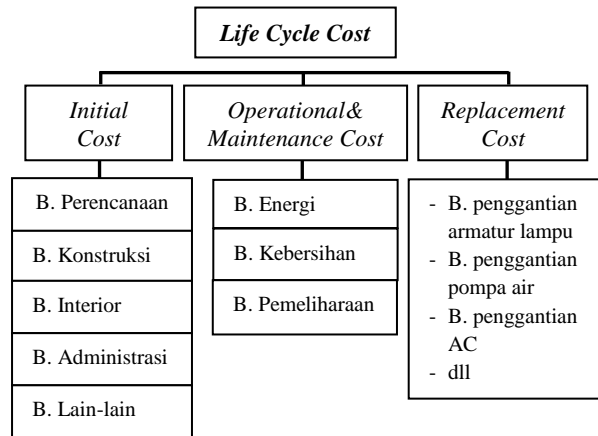 Life Cycle Cost
Initial
Cost
Operational&
Maintenance Cost
Replacement
Cost
B. Perencanaan
B. Konstruksi
B. Interior
B. Administrasi
B. Lain-lain
B. Energi
B. Kebersihan
B. Pemeliharaan
- B. penggantian
armatur lampu
- B. penggantian
pompa air
- B. penggantian
AC
- dll